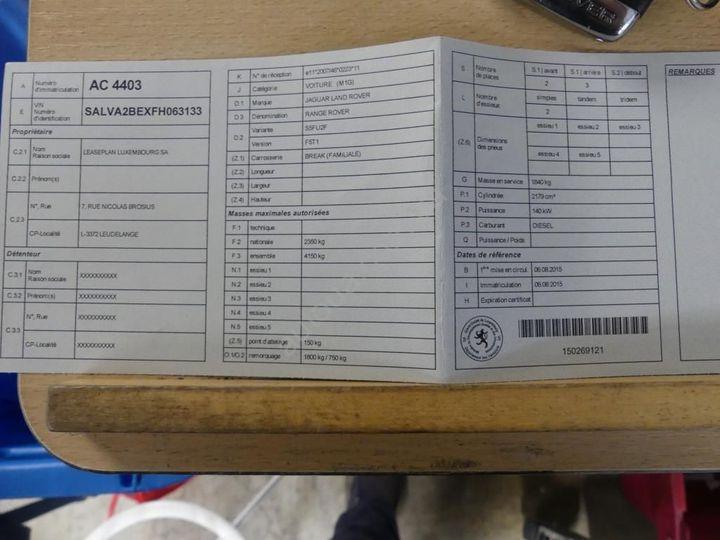 A Numéro d'immatriculation AC 4403
E VIN Numéro d'identification SALVA2BEXFH063133
Propriétaire
C.2.1 Nom Raison sociale LEASEPLAN LUXEMBOURG SA
C.2.2 Prénom(s)
C.2.3 N°, Rue 7, RUE NICOLAS BROSIUS
CP-Localité L-3372 LEUDELANGE
Détenteur
C.3.1 Nom Raison sociale XXXXXXXXXX
C.3.2 Prénom(s) XXXXXXXXXX
C.3.3 N°, Rue XXXXXXXXXX
CP-Localité XXXXXXXXXX
K N° de réception e11*2007/46*0223*11
J Catégorie VOITURE (M1G)
D.1 Marque JAGUAR LAND ROVER
D.3 Dénomination RANGE ROVER
D.2 Variante S5FU2F
Version F5T1
(Z.1) Carrosserie BREAK (FAMILIALE)
(Z.2) Longueur
(Z.3) Largeur
(Z.4) Hauteur
Masses maximales autorisées
F.1 technique
F.2 nationale 2350 kg
F.3 ensemble 4150 kg
N.1 essieu 1
N.2 essieu 2
N.3 essieu 3
N.4 essieu 4
N.5 essieu 5
(Z.5) point d'attelage 150 kg
O.1/O.2 remorquage 1800 kg / 750 kg
S Nombre de places S.1 | avant S.1 | arrière S.2 | debout
2 3
L Nombre d'essieux simples tandem tridem
2
(Z.6) Dimensions des pneus essieu 1 essieu 2 essieu 3
essieu 4 essieu 5
G Masse en service 1840 kg
P.1 Cylindrée 2179 cm³
P.2 Puissance 140 kW
P.3 Carburant DIESEL
Q Puissance / Poids
Dates de référence
B 1ère mise en circul. 06.08.2015
I Immatriculation 06.08.2015
H Expiration certificat
150269121
REMARQUES